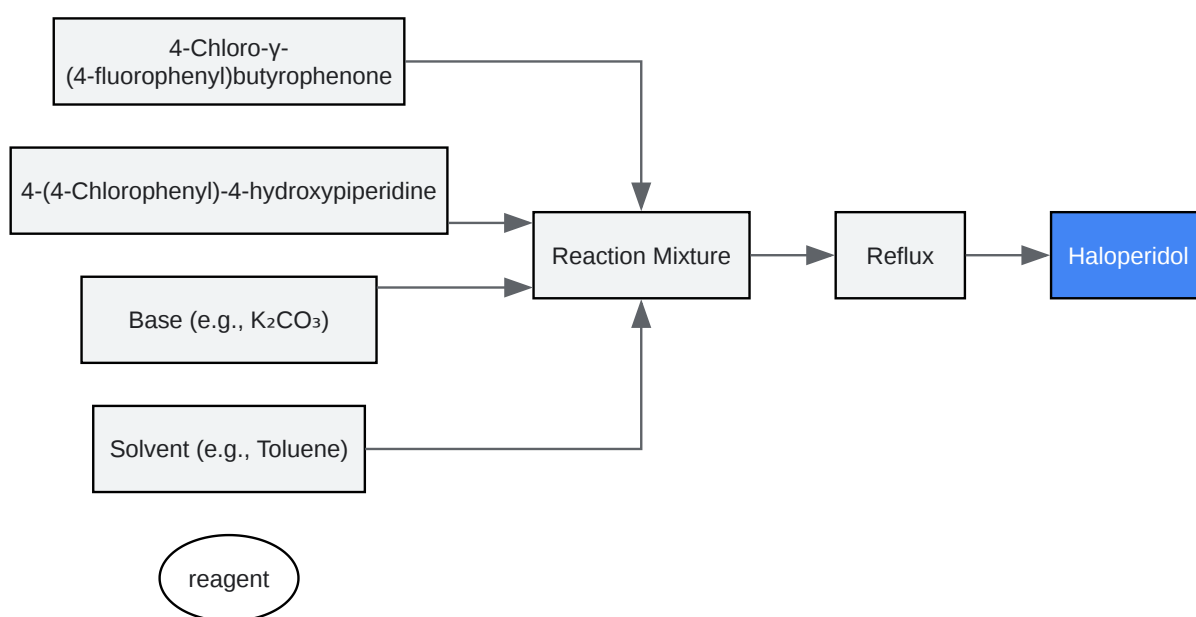 4-Chloro-γ-
(4-fluorophenyl)butyrophenone
4-(4-Chlorophenyl)-4-hydroxypiperidine
Base (e.g., K₂CO₃)
Solvent (e.g., Toluene)
Reaction Mixture
Reflux
Haloperidol
reagent